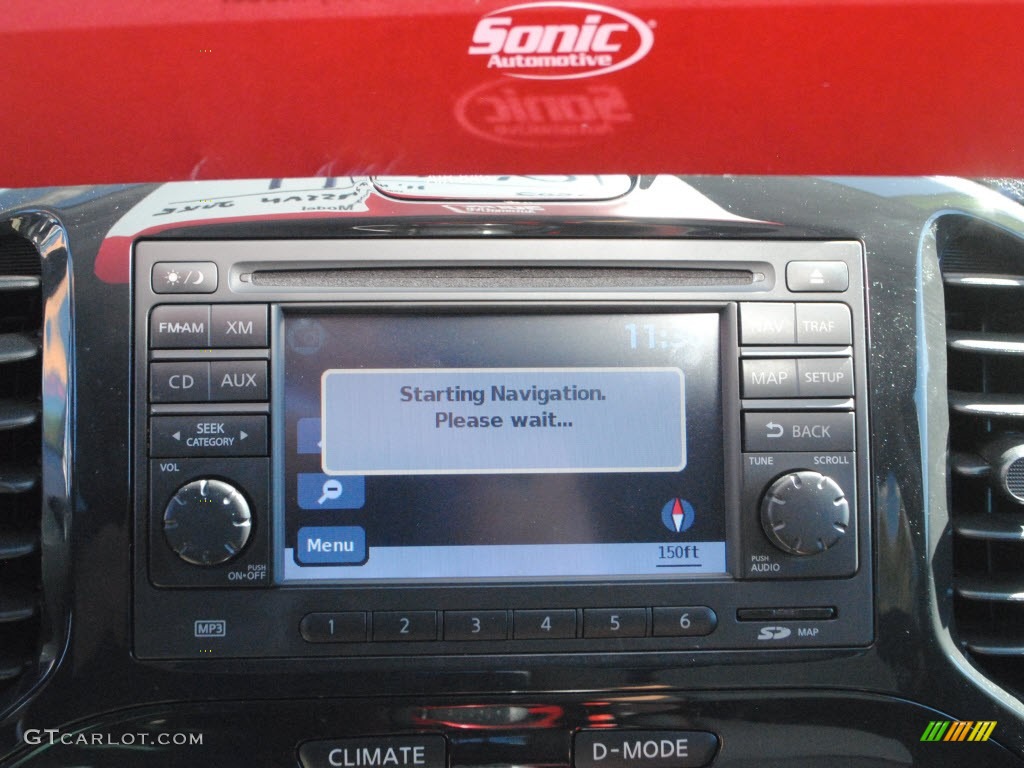 Sonic
Automotive
FM·AM
XM
CD
AUX
SEEK
CATEGORY
VOL
PUSH
ON·OFF
Starting Navigation.
Please wait...
Menu
150ft
NAV
TRAF
MAP
SETUP
BACK
TUNE
SCROLL
PUSH
AUDIO
MP3
1
2
3
4
5
6
SD
MAP
CLIMATE
D-MODE
GTCARLOT.COM